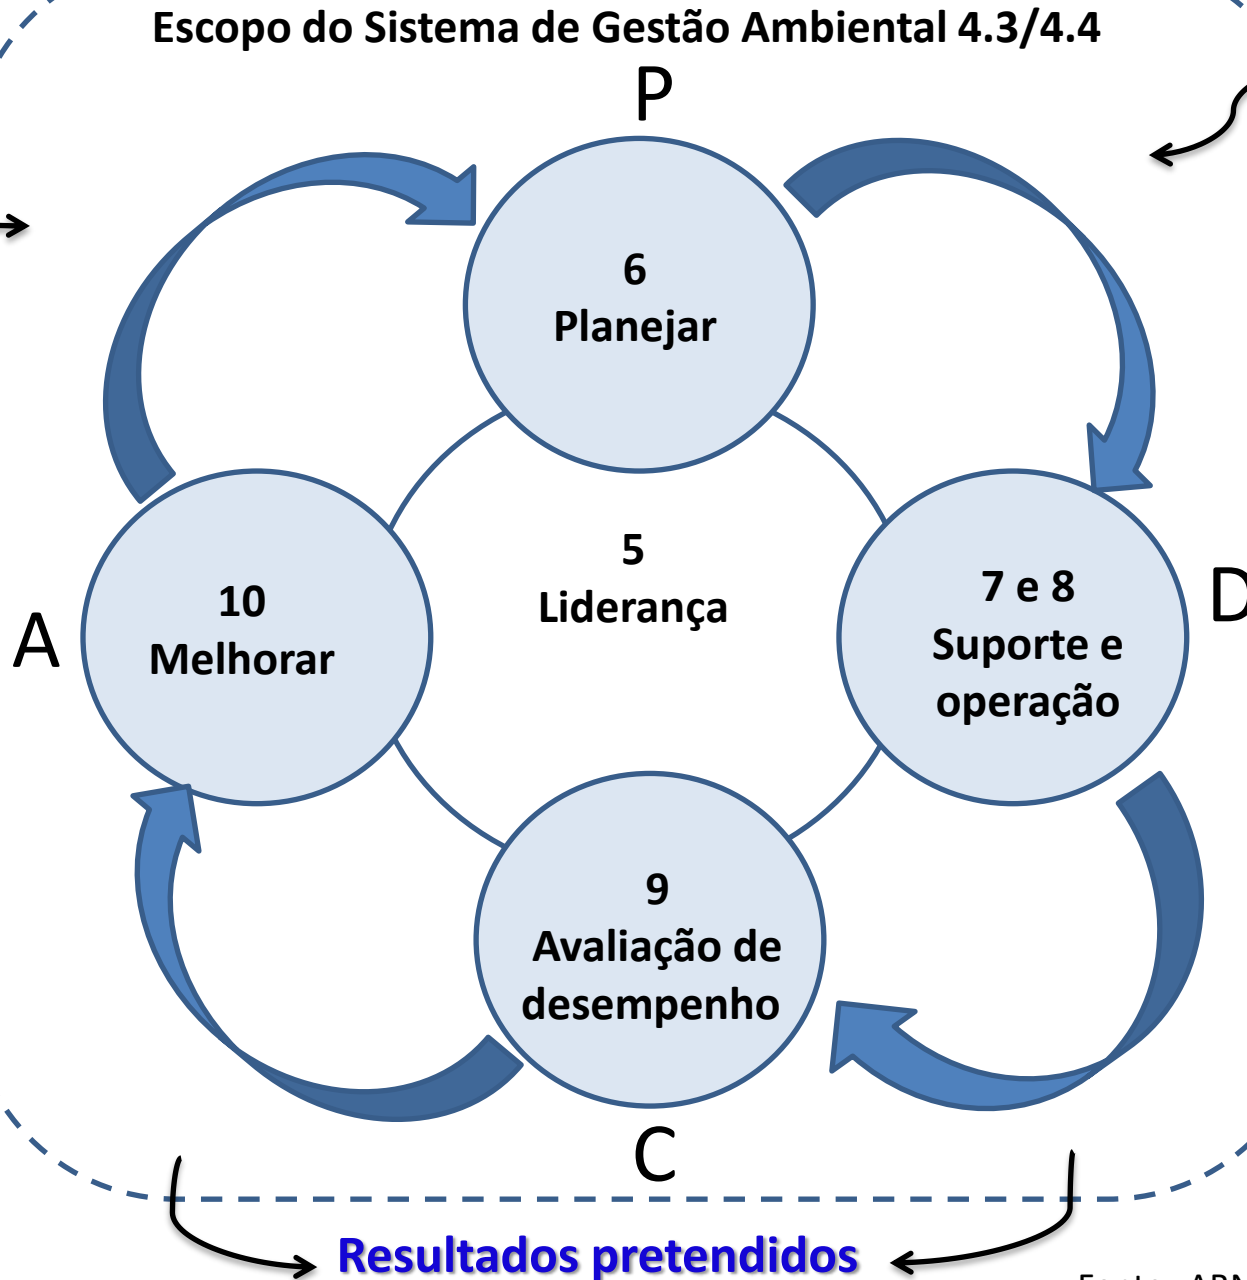 Escopo do Sistema de Gestão Ambiental 4.3/4.4
P
6
Planejar
5
Liderança
7 e 8
Suporte e
operação
D
10
Melhorar
A
9
Avaliação de
desempenho
C
Resultados pretendidos